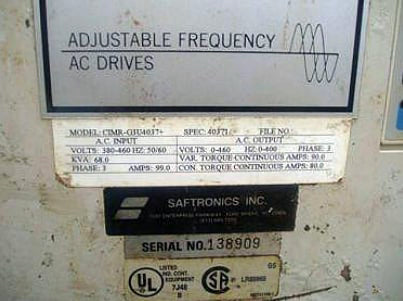 ADJUSTABLE FREQUENCY
AC DRIVES
MODEL: CIMR-G3U4037+ SPEC: 40371 FILE NO
A.C. INPUT A.C. OUTPUT
VOLTS: 380-460 HZ: 50/60 VOLTS: 0-460 HZ: 0-400 PHASE: 3
KVA: 68.0 VAR. TORQUE CONTINUOUS AMPS: 90.0
PHASE: 3 AMPS: 99.0 CON. TORQUE CONTINUOUS AMPS: 80.0
SAFTRONICS INC.
SERIAL NO. 138909
UL LISTED
IND. CONT.
EQUIPMENT
7J48